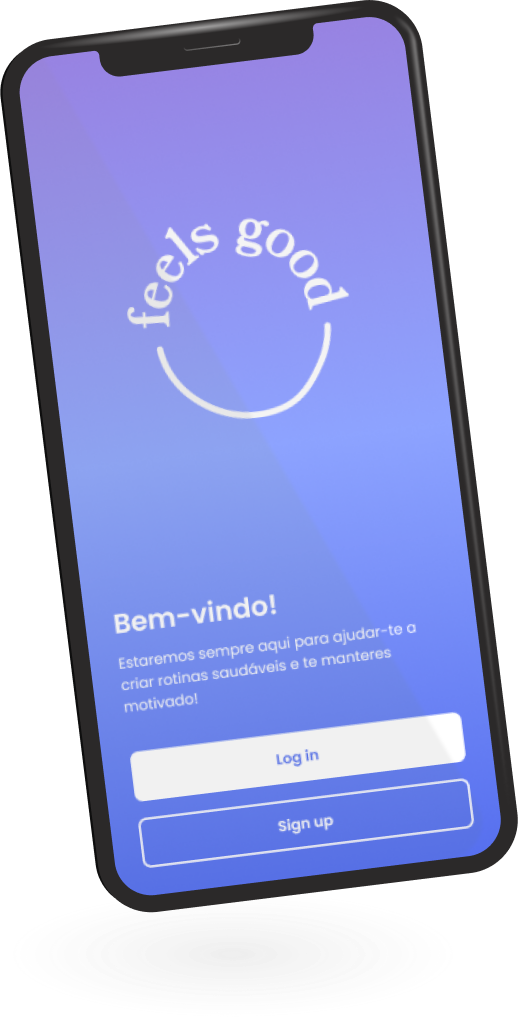 feels good
Bem-vindo!
Estaremos sempre aqui para ajudar-te a
criar rotinas saudáveis e te manteres
motivado!
Log in
Sign up